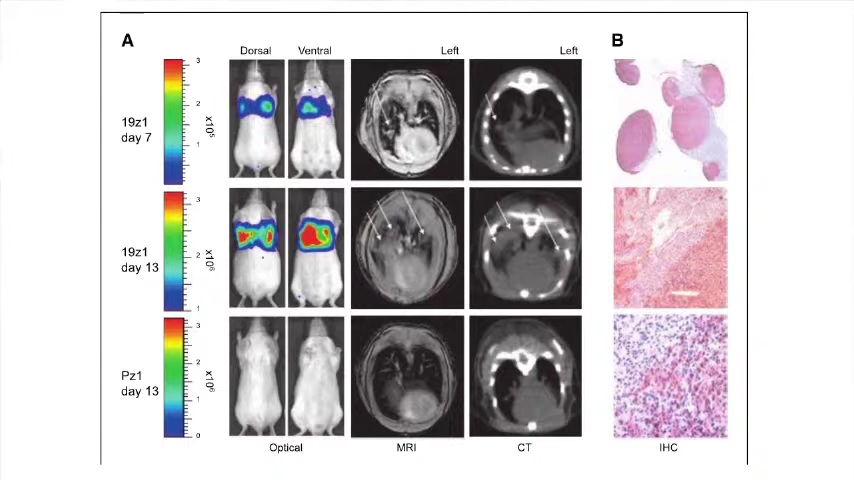 A
B
Dorsal
Ventral
Left
Left
19z1
day 7
3
2
1
x10⁵
19z1
day 13
3
2
1
x10⁶
Pz1
day 13
3
2
1
0
x10⁶
Optical
MRI
CT
IHC